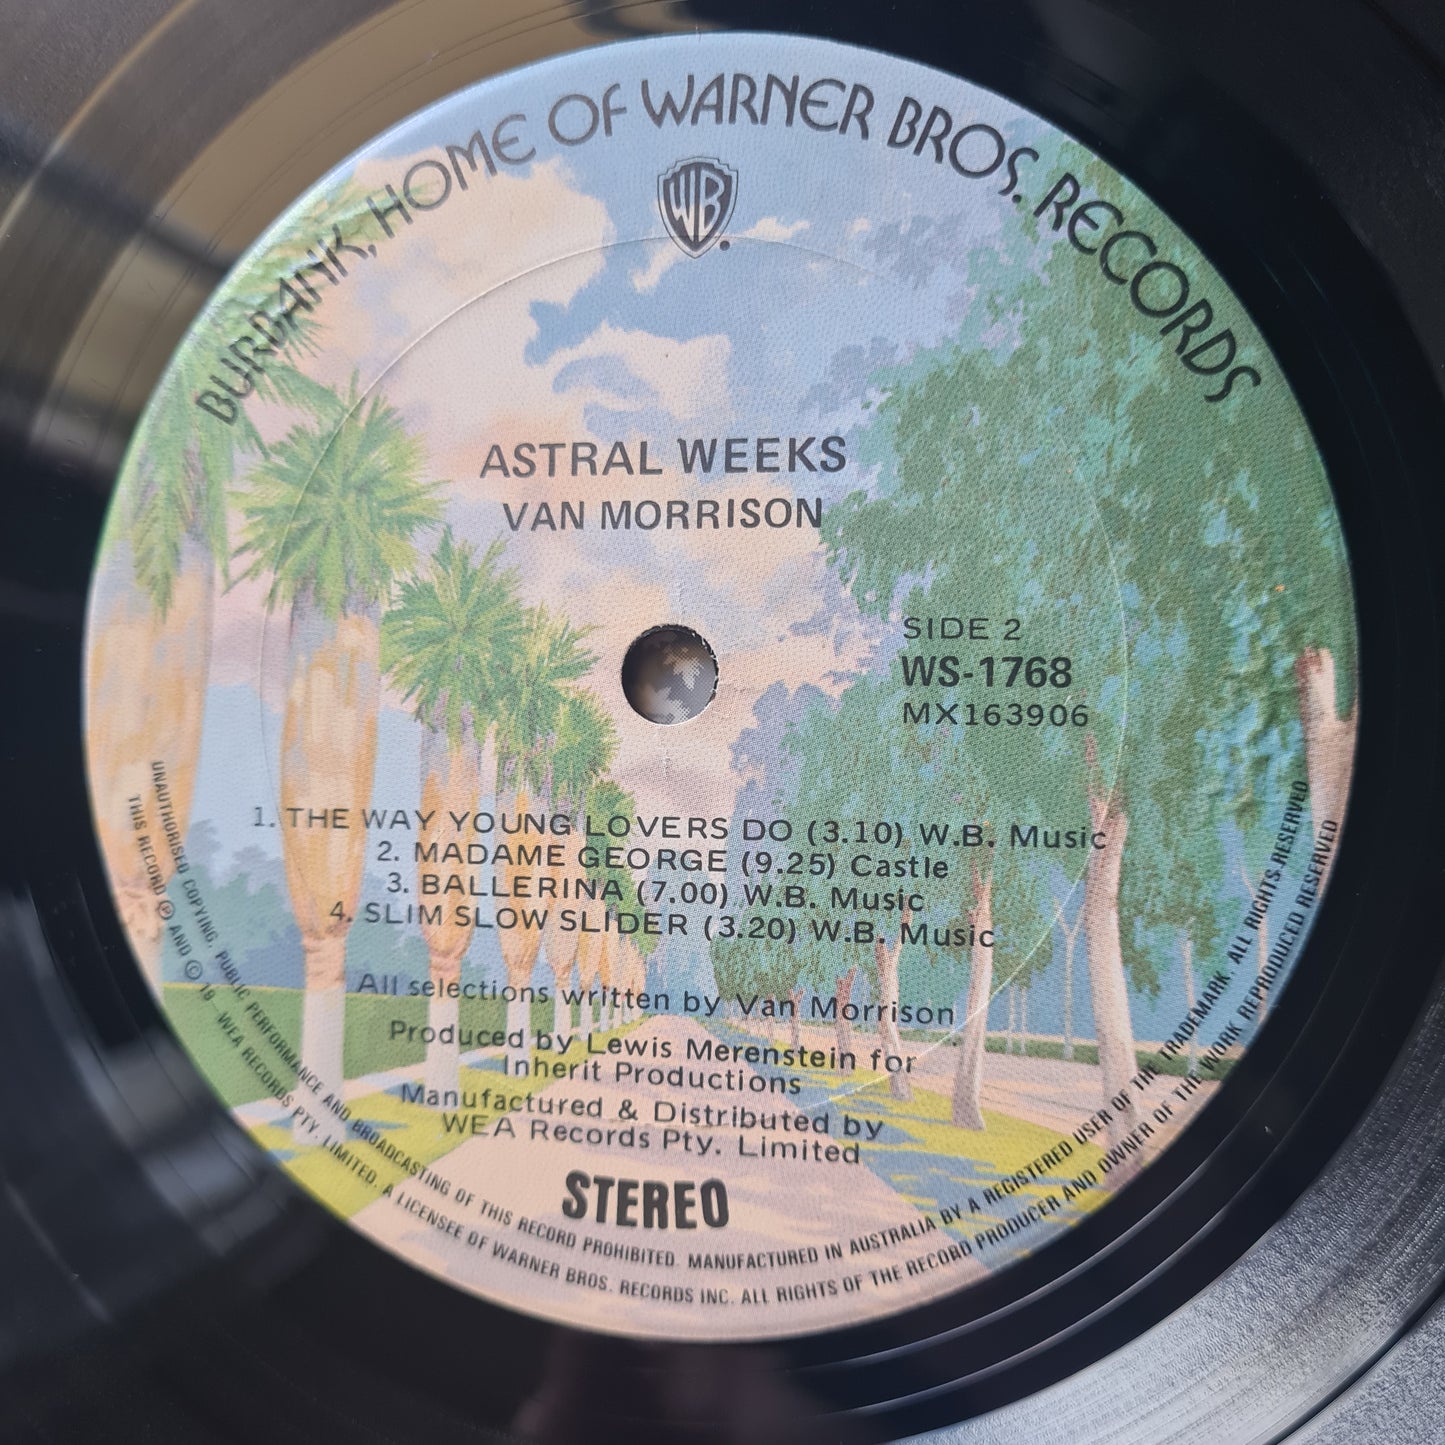 BURBANK, HOME OF WARNER BROS. RECORDS
WB
ASTRAL WEEKS
VAN MORRISON
SIDE 2
WS-1768
MX163906
1. THE WAY YOUNG LOVERS DO (3.10) W.B. Music
2. MADAME GEORGE (9.25) Castle
3. BALLERINA (7.00) W.B. Music
4. SLIM SLOW SLIDER (3.20) W.B. Music
All selections written by Van Morrison
Produced by Lewis Merenstein for
Inherit Productions
Manufactured & Distributed by
WEA Records Pty. Limited
STEREO
UNAUTHORISED COPYING, PUBLIC PERFORMANCE AND BROADCASTING OF THIS RECORD PROHIBITED. MANUFACTURED IN AUSTRALIA BY A REGISTERED USER OF THE TRADEMARK. ALL RIGHTS RESERVED
THIS RECORD Ⓟ AND © 19 WEA RECORDS PTY. LIMITED. A LICENSEE OF WARNER BROS. RECORDS INC. ALL RIGHTS OF THE RECORD PRODUCER AND OWNER OF THE WORK REPRODUCED RESERVED